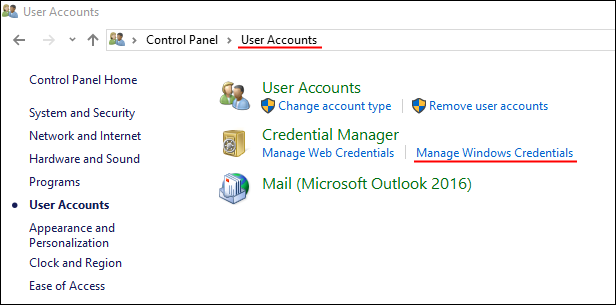 User Accounts
Control Panel
User Accounts
Control Panel Home
System and Security
Network and Internet
Hardware and Sound
Programs
User Accounts
Appearance and
Personalization
Clock and Region
Ease of Access
User Accounts
Change account type
Remove user accounts
Credential Manager
Manage Web Credentials
Manage Windows Credentials
Mail (Microsoft Outlook 2016)